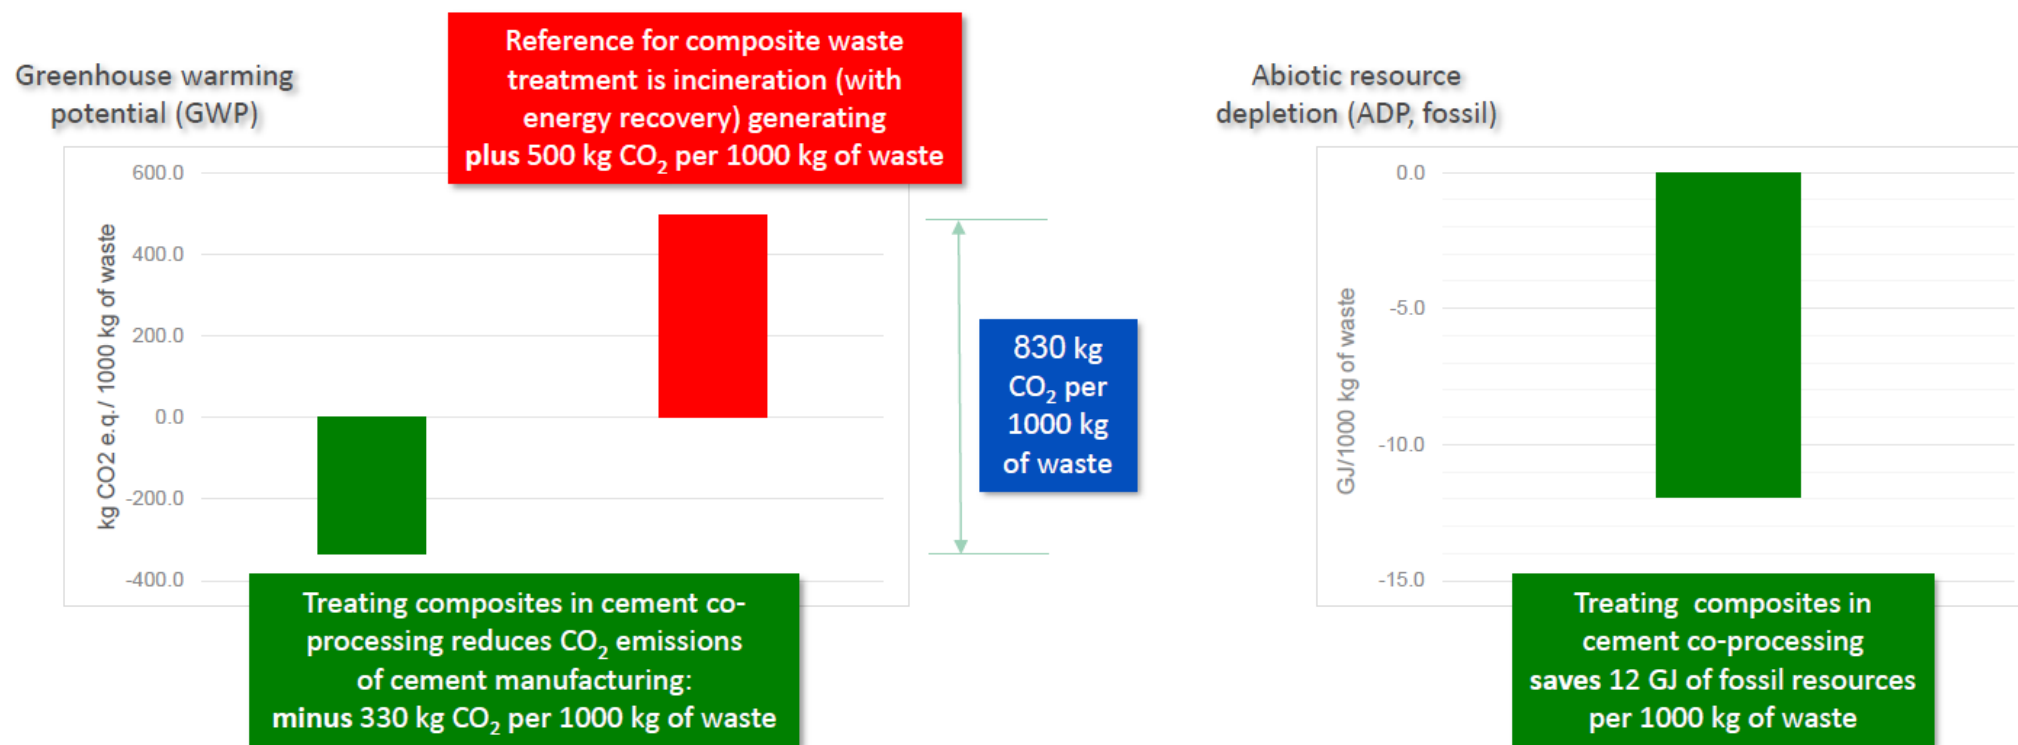 Greenhouse warming
potential (GWP)
Reference for composite waste
treatment is incineration (with
energy recovery) generating
plus 500 kg CO₂ per 1000 kg of waste
kg CO2 e.q./ 1000 kg of waste
600.0
400.0
200.0
0.0
-200.0
-400.0
830 kg
CO₂ per
1000 kg
of waste
Treating composites in cement co-
processing reduces CO₂ emissions
of cement manufacturing:
minus 330 kg CO₂ per 1000 kg of waste
Abiotic resource
depletion (ADP, fossil)
GJ/1000 kg of waste
0.0
-5.0
-10.0
-15.0
Treating composites in
cement co-processing
saves 12 GJ of fossil resources
per 1000 kg of waste